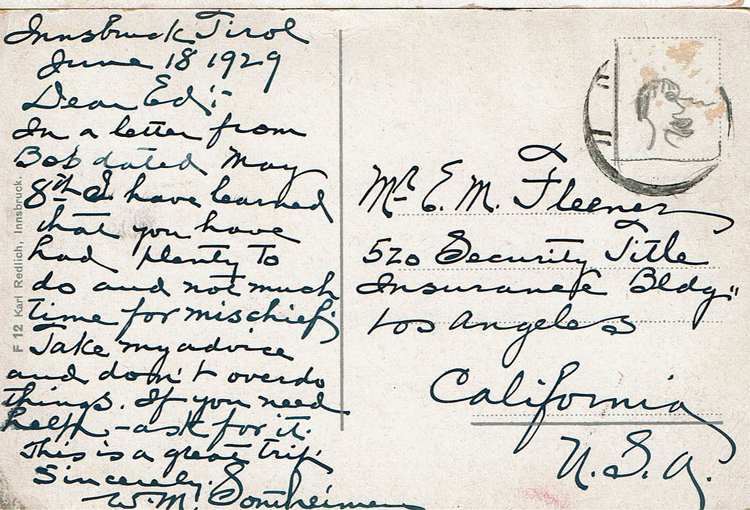 Innsbruck Tirol
June 18 1929
Dear Ed:-
In a letter from
Bob dated May
8th I have learned
that you have
had plenty to
do and not much
time for mischief.
Take my advice
and don't overdo
things. If you need
help - ask for it.
This is a great trip.
Sincerely.
W.M. Sontheimer
F 12 Karl Redlich, Innsbruck.
Mr E. M. Fleener
520 Security Title
Insurance Bldg.,
Los Angeles
California
U.S.A.